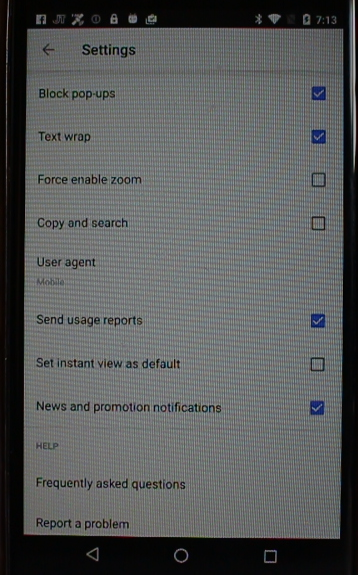 7:13
Settings
Block pop-ups
Text wrap
Force enable zoom
Copy and search
User agent
Mobile
Send usage reports
Set instant view as default
News and promotion notifications
HELP
Frequently asked questions
Report a problem